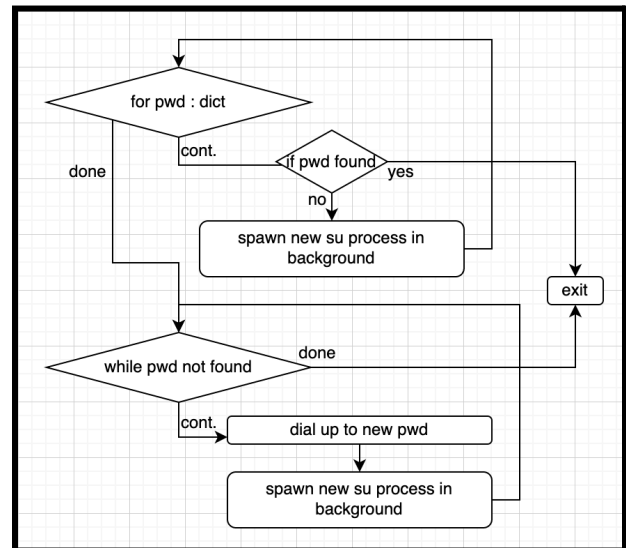 for pwd : dict
cont.
done
if pwd found
yes
no
spawn new su process in
background
exit
while pwd not found
done
cont.
dial up to new pwd
spawn new su process in
background